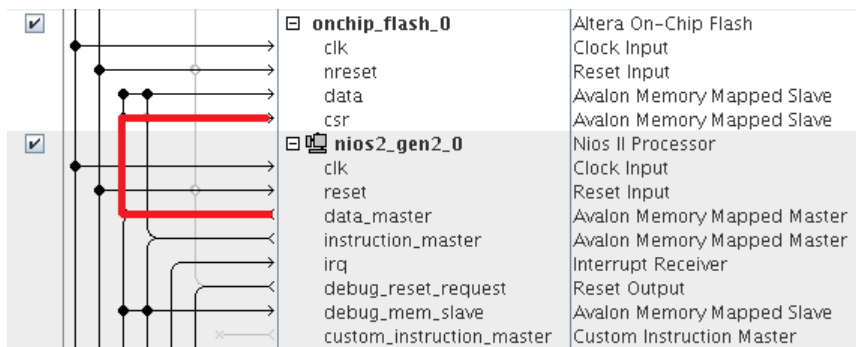 onchip_flash_0 Altera On-Chip Flash
clk Clock Input
nreset Reset Input
data Avalon Memory Mapped Slave
csr Avalon Memory Mapped Slave
nios2_gen2_0 Nios II Processor
clk Clock Input
reset Reset Input
data_master Avalon Memory Mapped Master
instruction_master Avalon Memory Mapped Master
irq Interrupt Receiver
debug_reset_request Reset Output
debug_mem_slave Avalon Memory Mapped Slave
custom_instruction_master Custom Instruction Master